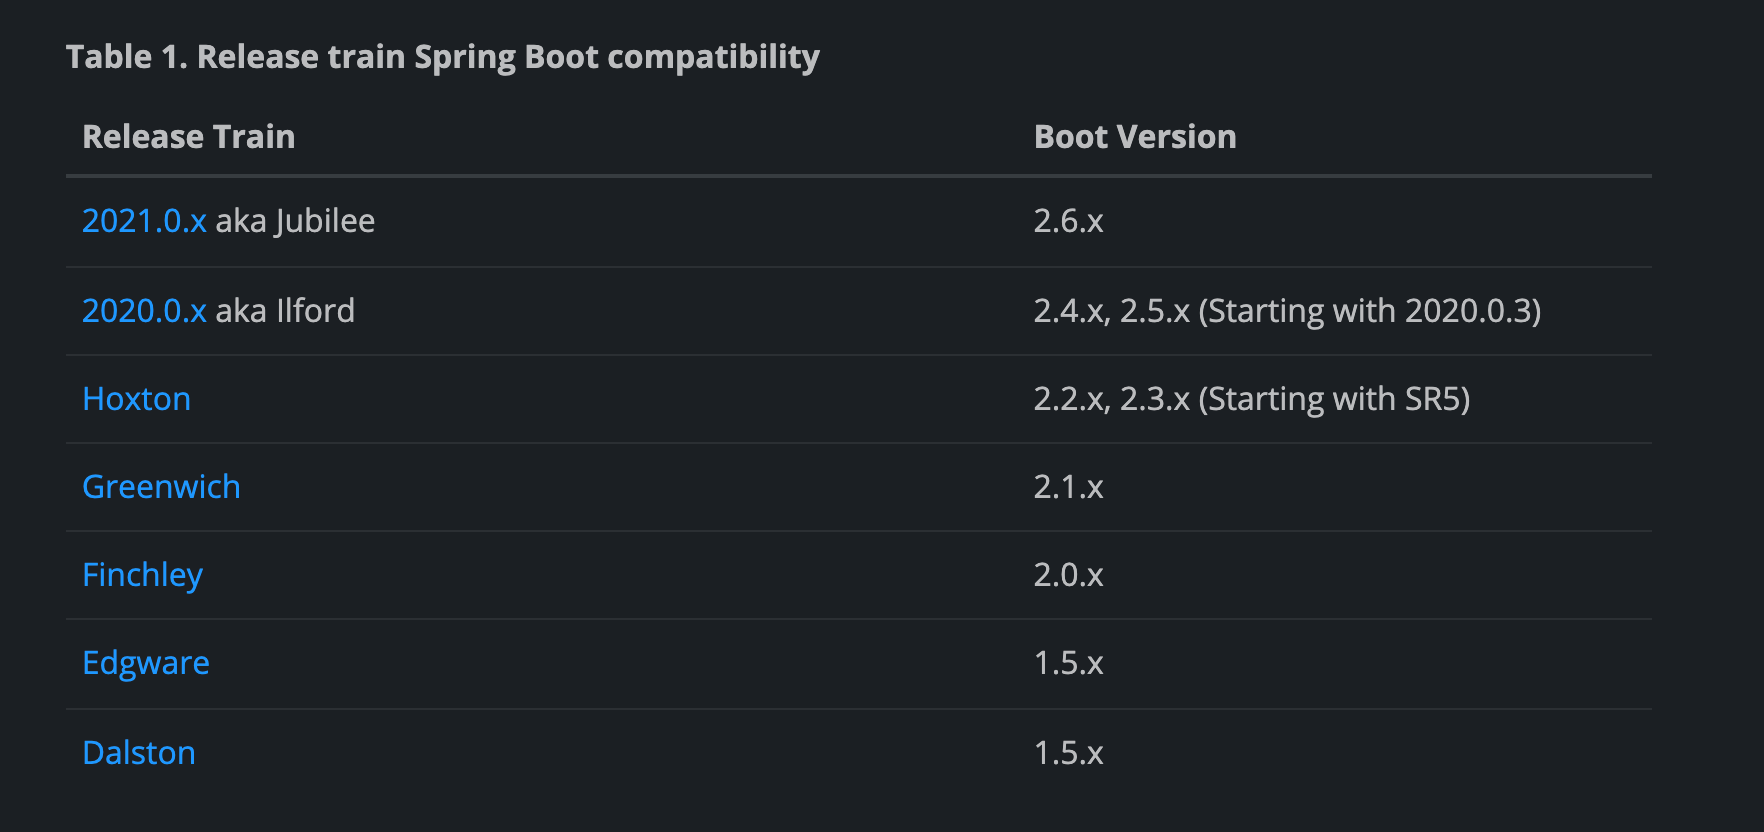 Table 1. Release train Spring Boot compatibility
Release Train Boot Version
2021.0.x aka Jubilee 2.6.x
2020.0.x aka Ilford 2.4.x, 2.5.x (Starting with 2020.0.3)
Hoxton 2.2.x, 2.3.x (Starting with SR5)
Greenwich 2.1.x
Finchley 2.0.x
Edgware 1.5.x
Dalston 1.5.x